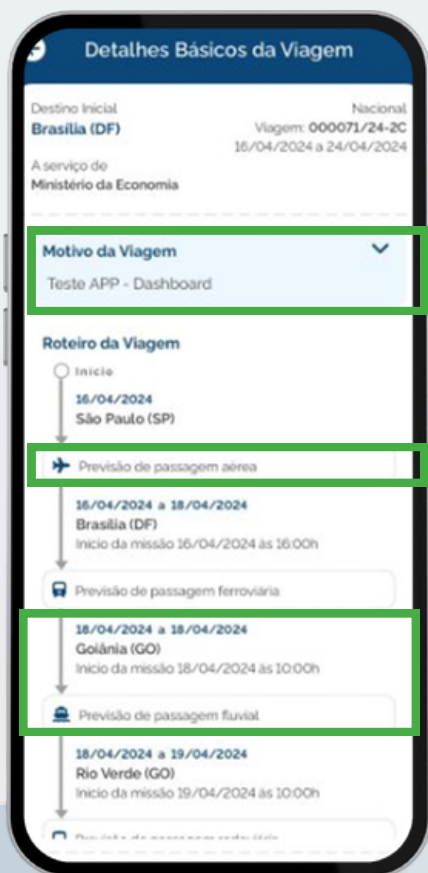 Detalhes Básicos da Viagem
Destino Inicial
Nacional
Brasília (DF)
Viagem: 000071/24-2C
16/04/2024 a 24/04/2024
A serviço de
Ministério da Economia
Motivo da Viagem
Teste APP - Dashboard
Roteiro da Viagem
Inicio
16/04/2024
São Paulo (SP)
Previsão de passagem aérea
16/04/2024 a 18/04/2024
Brasília (DF)
Inicio da missão 16/04/2024 às 16:00h
Previsão de passagem ferroviária
18/04/2024 a 18/04/2024
Goiânia (GO)
Inicio da missão 18/04/2024 às 10:00h
Previsão de passagem fluvial
18/04/2024 a 19/04/2024
Rio Verde (GO)
Inicio da missão 19/04/2024 às 10:00h